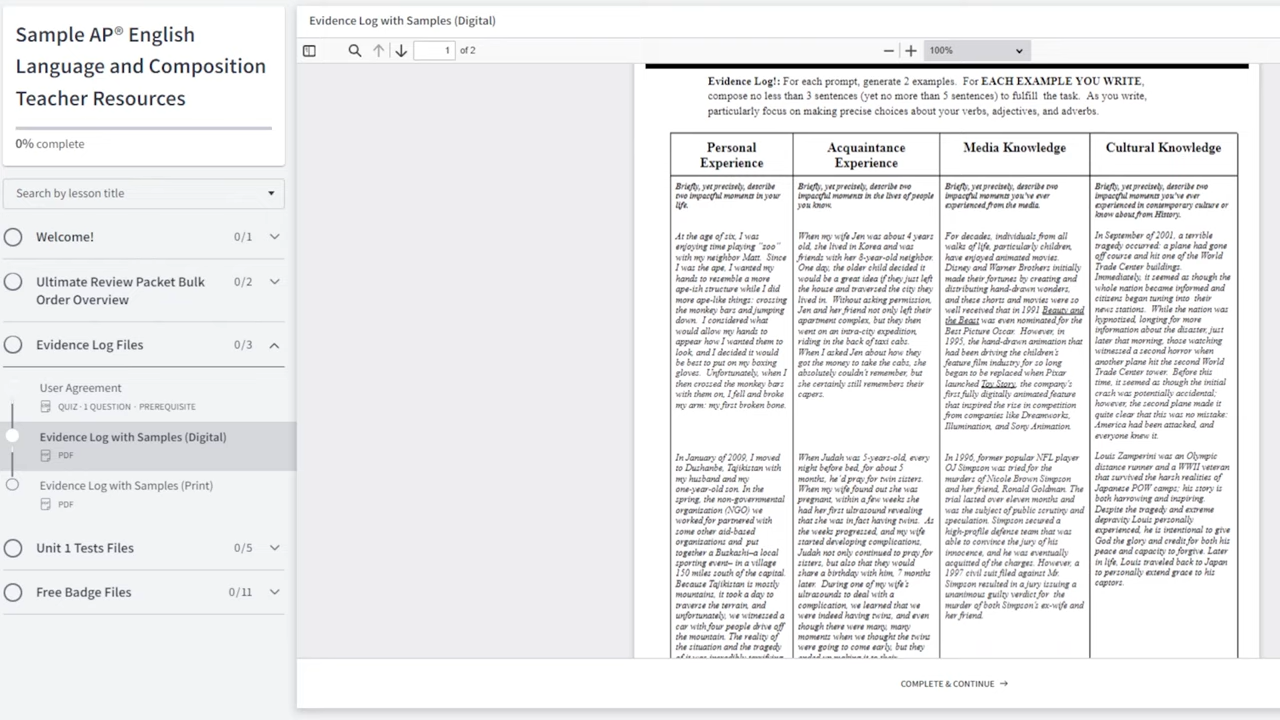 Sample AP® English
Language and Composition
Teacher Resources
0% complete
Search by lesson title
Welcome!
0/1
Ultimate Review Packet Bulk
Order Overview
0/2
Evidence Log Files
0/3
User Agreement
QUIZ · 1 QUESTION · PREREQUISITE
Evidence Log with Samples (Digital)
PDF
Evidence Log with Samples (Print)
PDF
Unit 1 Tests Files
0/5
Free Badge Files
0/11
Evidence Log with Samples (Digital)
1 of 2
100%
Evidence Log!: For each prompt, generate 2 examples. For EACH EXAMPLE YOU WRITE,
compose no less than 3 sentences (yet no more than 5 sentences) to fulfill the task. As you write,
particularly focus on making precise choices about your verbs, adjectives, and adverbs.
Personal
Experience
Briefly, yet precisely, describe
two impactful moments in your
life.
At the age of six, I was
enjoying time playing "zoo"
with my neighbor Matt. Since
I was the ape, I wanted my
hands to resemble a more
ape-ish structure while I did
more ape-like things: crossing
the monkey bars and jumping
down. I considered what
would allow my hands to
appear how I wanted them to
look, and I decided it would
be best to put on my boxing
gloves. Unfortunately, when I
then crossed the monkey bars
with them on, I fell and broke
my arm: my first broken bone.
In January of 2009, I moved
to Dushanbe, Tajikistan with
my husband and my
one-year-old son. In the
spring, the non-governmental
organization (NGO) we
worked for partnered with
some other aid-based
organizations and put
together a Buzkashi–a local
sporting event– in a village
150 miles south of the capital.
Because Tajikistan is mostly
mountains, it took a day to
traverse the terrain, and
unfortunately, we witnessed a
car with four people drive off
the mountain. The reality of
the situation and the tragedy
of it was incredibly terrifying
Acquaintance
Experience
Briefly, yet precisely, describe two
impactful moments in the lives of people
you know.
When my wife Jen was about 4 years
old, she lived in Korea and was
friends with her 8-year-old neighbor.
One day, the older child decided it
would be a great idea if they just left
the house and traversed the city they
lived in. Without asking permission,
Jen and her friend not only left their
apartment complex, but they then
went on an intra-city expedition,
riding in the back of taxi cabs.
When I asked Jen about how they
got the money to take the cabs, she
absolutely couldn't remember, but
she certainly still remembers their
capers.
When Judah was 5-years-old, every
night before bed, for about 5
months, he'd pray for twin sisters.
When my wife found out she was
pregnant, within a few weeks she
had her first ultrasound revealing
that she was in fact having twins. As
the weeks progressed, and my wife
started developing complications,
Judah not only continued to pray for
sisters, but also that they would
share a birthday with him, 7 months
later. During one of my wife's
ultrasounds to deal with a
complication, we learned that we
were indeed having twins, and even
though there were many, many
moments when we thought the twins
were going to come early, but they
ended up making it to their
Media Knowledge
Briefly, yet precisely, describe two
impactful moments you've ever
experienced from the media.
For decades, individuals from all
walks of life, particularly children,
have enjoyed animated movies.
Disney and Warner Brothers initially
made their fortunes by creating and
distributing hand-drawn wonders,
and these shorts and movies were so
well received that in 1991 Beauty and
the Beast was even nominated for the
Best Picture Oscar. However, in
1995, the hand-drawn animation that
had been driving the children's
feature film industry for so long
began to be replaced when Pixar
launched Toy Story, the company's
first fully digitally animated feature
that inspired the rise in competition
from companies like Dreamworks,
Illumination, and Sony Animation.
In 1996, former popular NFL player
OJ Simpson was tried for the
murders of Nicole Brown Simpson
and her friend, Ronald Goldman. The
trial lasted over eleven months and
was the subject of public scrutiny and
speculation. Simpson secured a
high-profile defense team that was
able to convince the jury of his
innocence, and he was eventually
acquitted of the charges. However, a
1997 civil suit filed against Mr.
Simpson resulted in a jury issuing a
unanimous guilty verdict for the
murder of both Simpson's ex-wife and
her friend.
Cultural Knowledge
Briefly, yet precisely, describe two
impactful moments you've ever
experienced in contemporary culture or
know about from History.
In September of 2001, a terrible
tragedy occurred: a plane had gone
off course and hit one of the World
Trade Center buildings.
Immediately, it seemed as though the
whole nation became informed and
citizens began tuning into their
news stations. While the nation was
hypnotized, longing for more
information about the disaster, just
later that morning, those watching
witnessed a second horror when
another plane hit the second World
Trade Center tower. Before this
time, it seemed as though the initial
crash was potentially accidental;
however, the second plane made it
quite clear that this was no mistake:
America had been attacked, and
everyone knew it.
Louis Zamperini was an Olympic
distance runner and a WWII veteran
that survived the harsh realities of
Japanese POW camps; his story is
both harrowing and inspiring.
Despite the tragedy and extreme
depravity Louis personally
experienced, he is intentional to give
God the glory and credit for both his
peace and capacity to forgive. Later
in life, Louis traveled back to Japan
to personally extend grace to his
captors.
COMPLETE & CONTINUE →